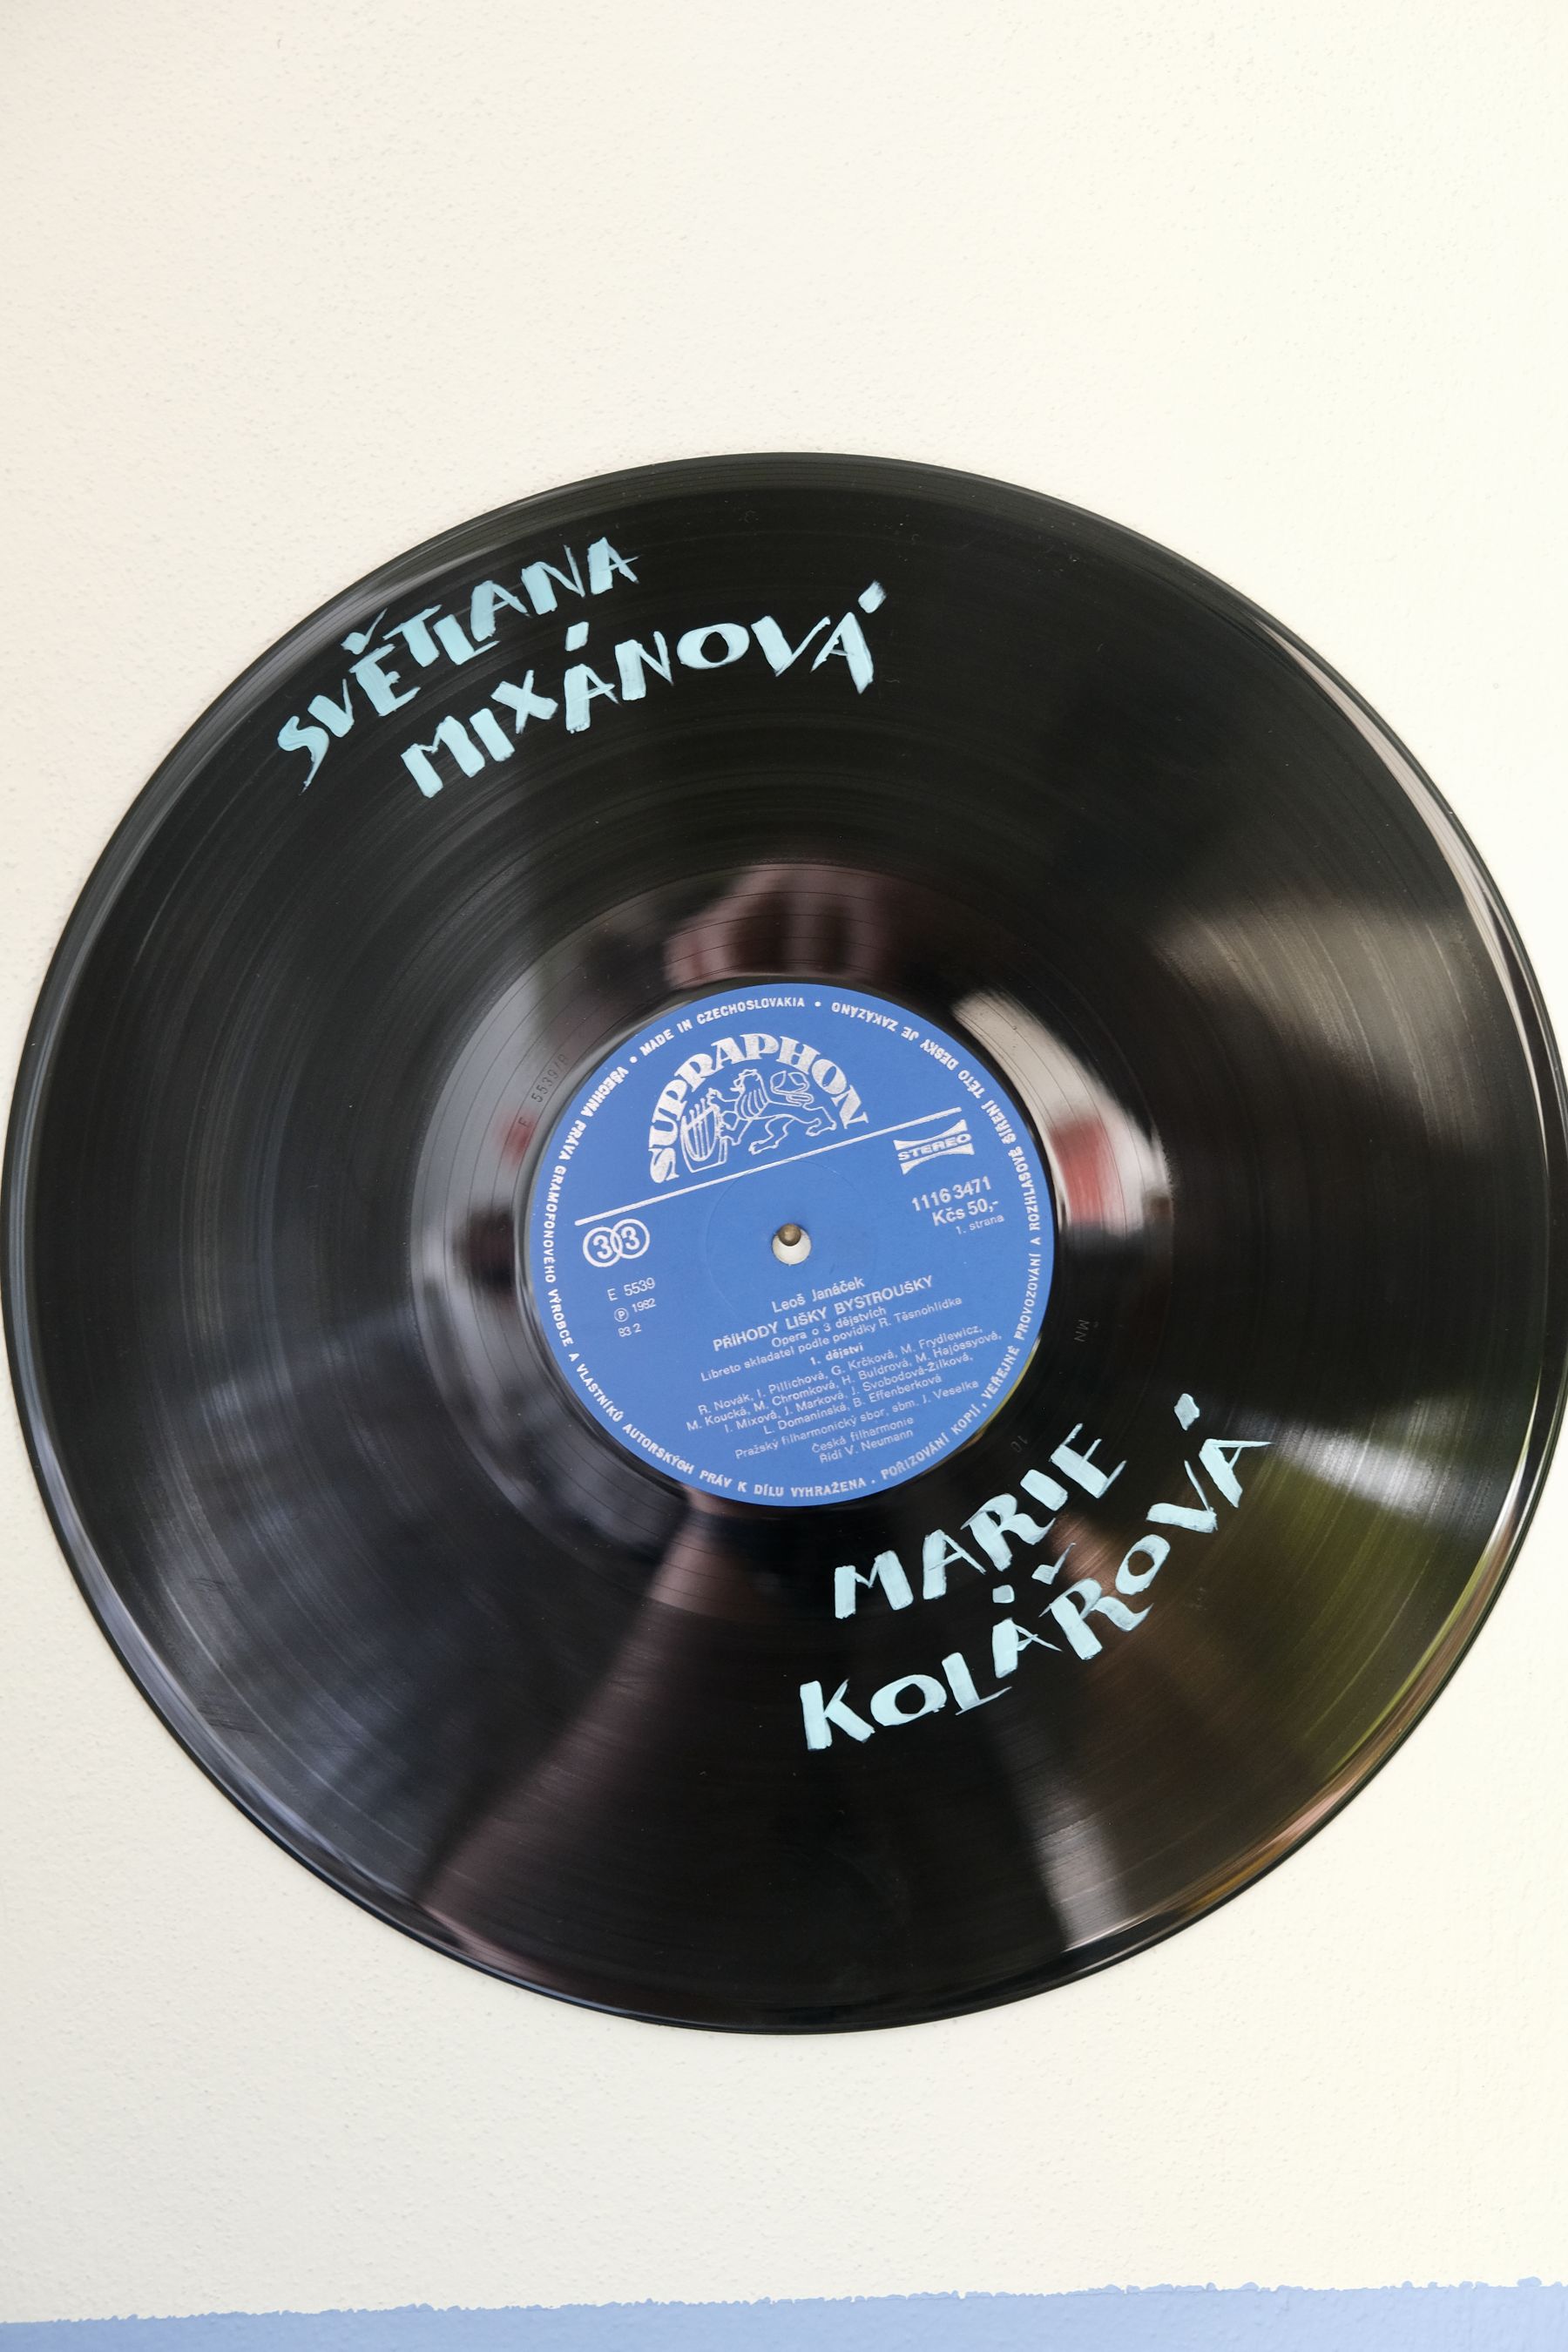 SVĚTLANA
MIXÁNOVÁ
VŠECHNA PRÁVA GRAMOFONOVÉHO VÝROBCE A VLASTNÍKŮ AUTORSKÝCH PRÁV K DÍLU VYHRAŽENA. POŘIZOVÁNÍ KOPIÍ, VEŘEJNÉ PROVOZOVÁNÍ A ROZHLASOVÉ ŠÍŘENÍ TÉTO DESKY JE ZAKÁZÁNO • MADE IN CZECHOSLOVAKIA •
SUPRAPHON
STEREO
1116 3471
Kčs 50,-
1. strana
33
E 5539
Ⓟ 1982
83 2
Leoš Janáček
PŘÍHODY LIŠKY BYSTROUŠKY
Opera o 3 dějstvích
Libreto skladatel podle povídky R. Těsnohlídka
1. dějství
R. Novák, I. Pillichová, G. Krčková, M. Frydlewicz,
M. Koucká, M. Chromková, H. Buldrová, M. Hajóssyová,
I. Mixová, J. Marková, J. Svobodová-Žilková,
L. Domanínská, B. Effenberková
Pražský filharmonický sbor, sbm. J. Veselka
Česká filharmonie
Řídí V. Neumann
MARIE
KOLÁŘOVÁ